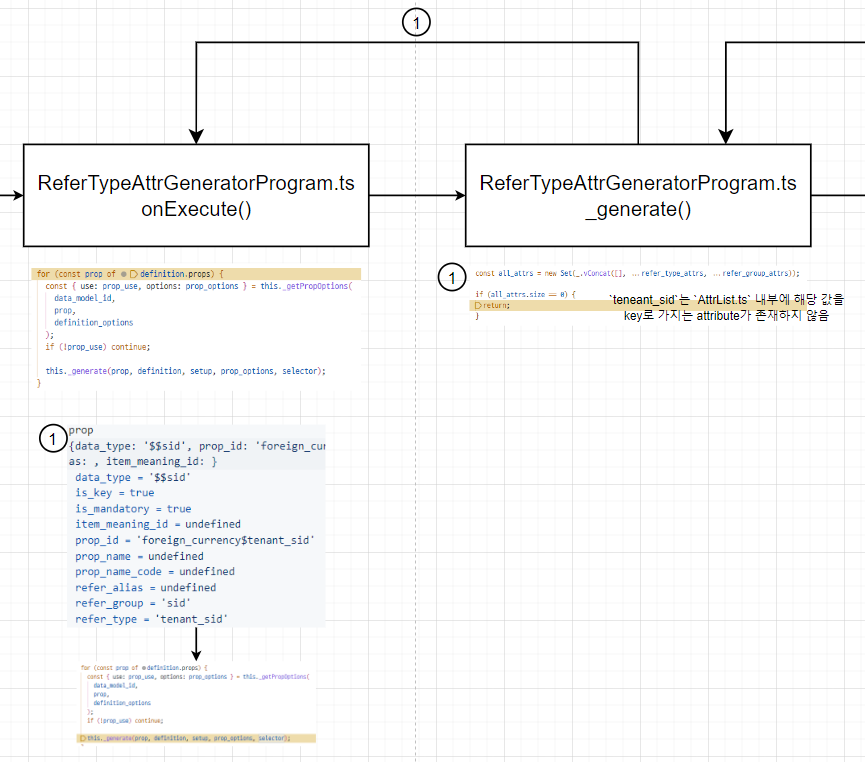 1
ReferTypeAttrGeneratorProgram.ts
onExecute()
ReferTypeAttrGeneratorProgram.ts
_generate()
for (const prop of definition.props) {
const { use: prop_use, options: prop_options } = this._getPropOptions(
data_model_id,
prop,
definition_options
);
if (!prop_use) continue;
this._generate(prop, definition, setup, prop_options, selector);
}
1
const all_attrs = new Set(_.vConcat([], ...refer_type_attrs, ...refer_group_attrs));
if (all_attrs.size == 0) {
return;
}
`teneant_sid`는 `AttrList.ts` 내부에 해당 값을
key로 가지는 attribute가 존재하지 않음
1
prop
{data_type: '$$sid', prop_id: 'foreign_cur
as: , item_meaning_id: }
data_type = '$$sid'
is_key = true
is_mandatory = true
item_meaning_id = undefined
prop_id = 'foreign_currency$tenant_sid'
prop_name = undefined
prop_name_code = undefined
refer_alias = undefined
refer_group = 'sid'
refer_type = 'tenant_sid'
for (const prop of definition.props) {
const { use: prop_use, options: prop_options } = this._getPropOptions(
data_model_id,
prop,
definition_options
);
if (!prop_use) continue;
this._generate(prop, definition, setup, prop_options, selector);